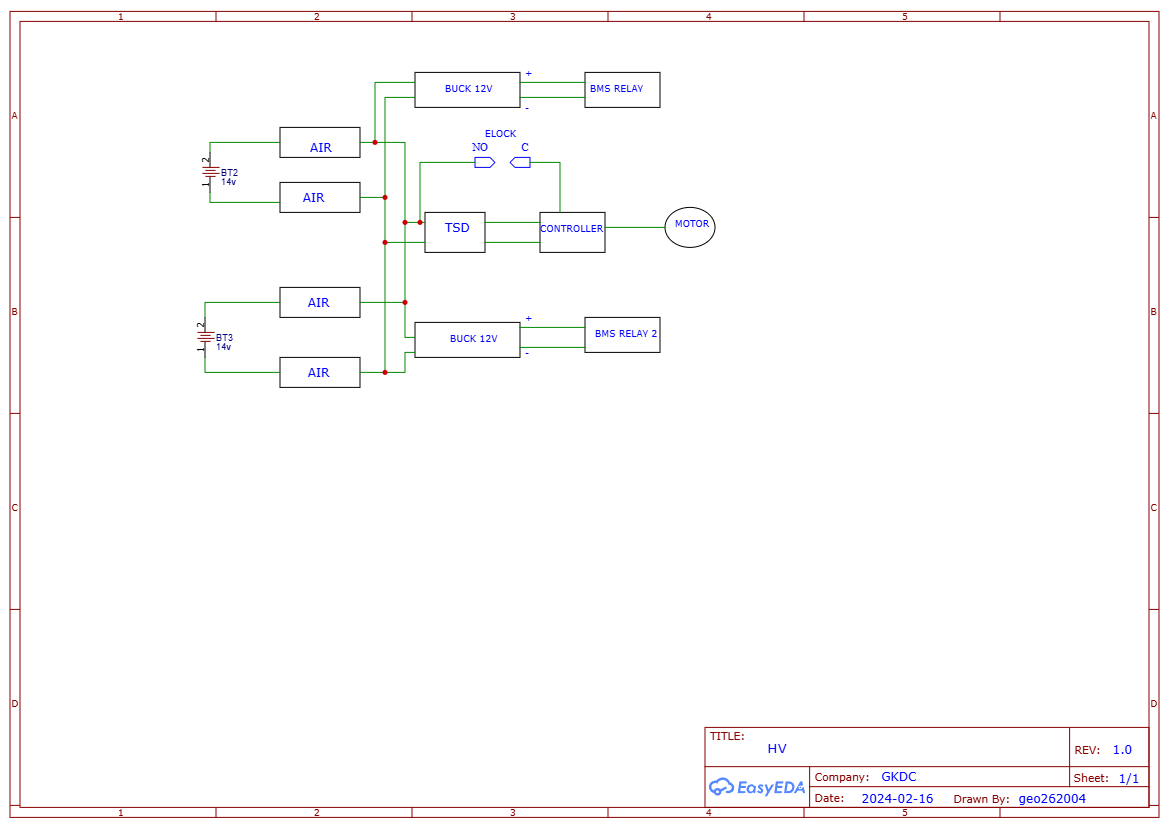 1 2 3 4 5
A A
BUCK 12V
+
-
BMS RELAY
ELOCK
NO C
AIR
2
BT2
14v
1
AIR
TSD
CONTROLLER
MOTOR
B B
AIR
2
BT3
14v
1
AIR
BUCK 12V
+
-
BMS RELAY 2
C C
D D
TITLE:
HV
REV: 1.0
EasyEDA
Company: GKDC
Sheet: 1/1
Date: 2024-02-16 Drawn By: geo262004
1 2 3 4 5